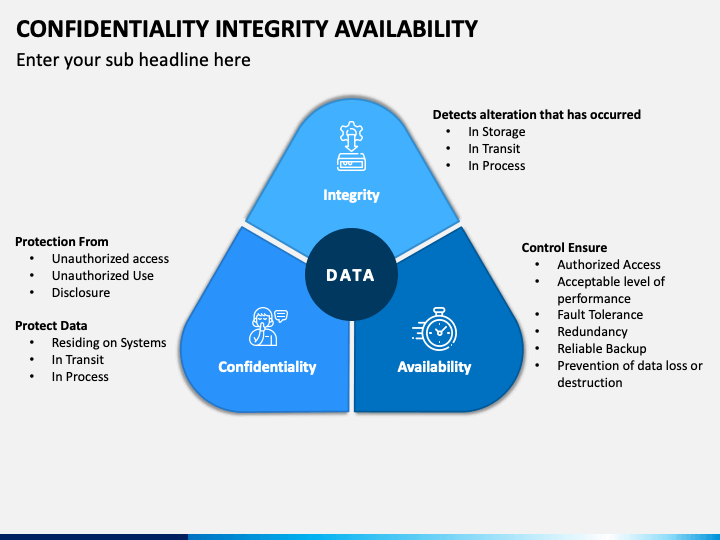 CONFIDENTIALITY INTEGRITY AVAILABILITY
Enter your sub headline here
Detects alteration that has occurred
• In Storage
• In Transit
• In Process
Integrity
Protection From
• Unauthorized access
• Unauthorized Use
• Disclosure
Protect Data
• Residing on Systems
• In Transit
• In Process
DATA
Confidentiality
Availability
Control Ensure
• Authorized Access
• Acceptable level of
performance
• Fault Tolerance
• Redundancy
• Reliable Backup
• Prevention of data loss or
destruction